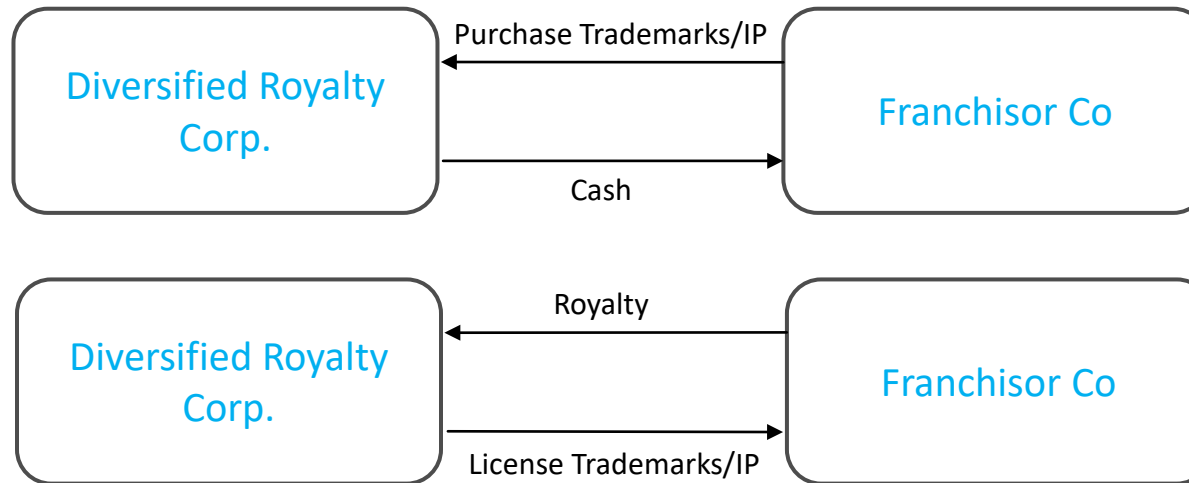 Purchase Trademarks/IP
Diversified Royalty
Corp.
Franchisor Co
Cash
Royalty
Diversified Royalty
Corp.
Franchisor Co
License Trademarks/IP